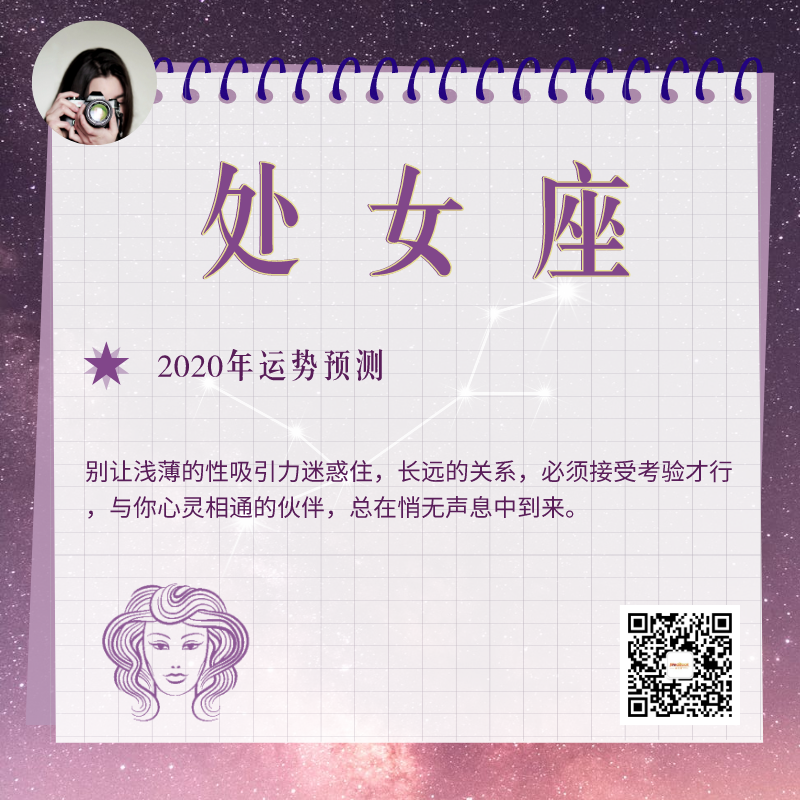 处女座
2020年运势预测
别让浅薄的性吸引力迷惑住，长远的关系，必须接受考验才行
，与你心灵相通的伙伴，总在悄无声息中到来。